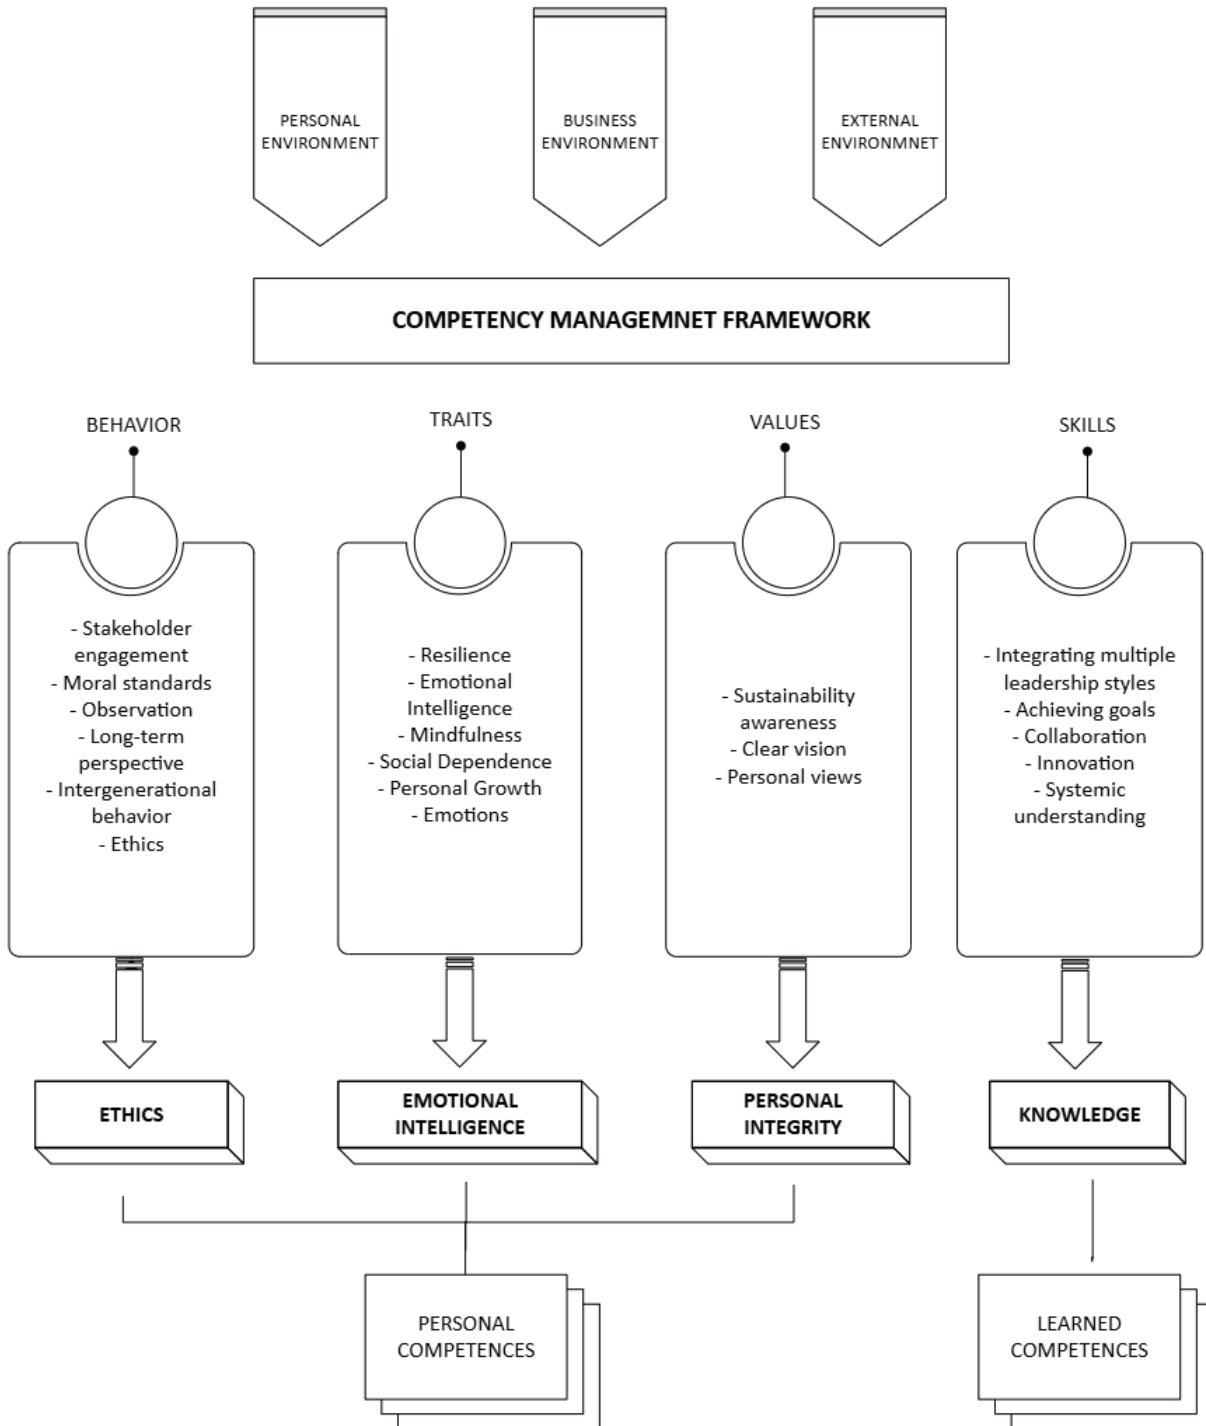 PERSONAL
ENVIRONMENT
BUSINESS
ENVIRONMENT
EXTERNAL
ENVIRONMNET
COMPETENCY MANAGEMNET FRAMEWORK
BEHAVIOR
TRAITS
VALUES
SKILLS
- Stakeholder
engagement
- Moral standards
- Observation
- Long-term
perspective
- Intergenerational
behavior
- Ethics
- Resilience
- Emotional
Intelligence
- Mindfulness
- Social Dependence
- Personal Growth
- Emotions
- Sustainability
awareness
- Clear vision
- Personal views
- Integrating multiple
leadership styles
- Achieving goals
- Collaboration
- Innovation
- Systemic
understanding
ETHICS
EMOTIONAL
INTELLIGENCE
PERSONAL
INTEGRITY
KNOWLEDGE
PERSONAL
COMPETENCES
LEARNED
COMPETENCES